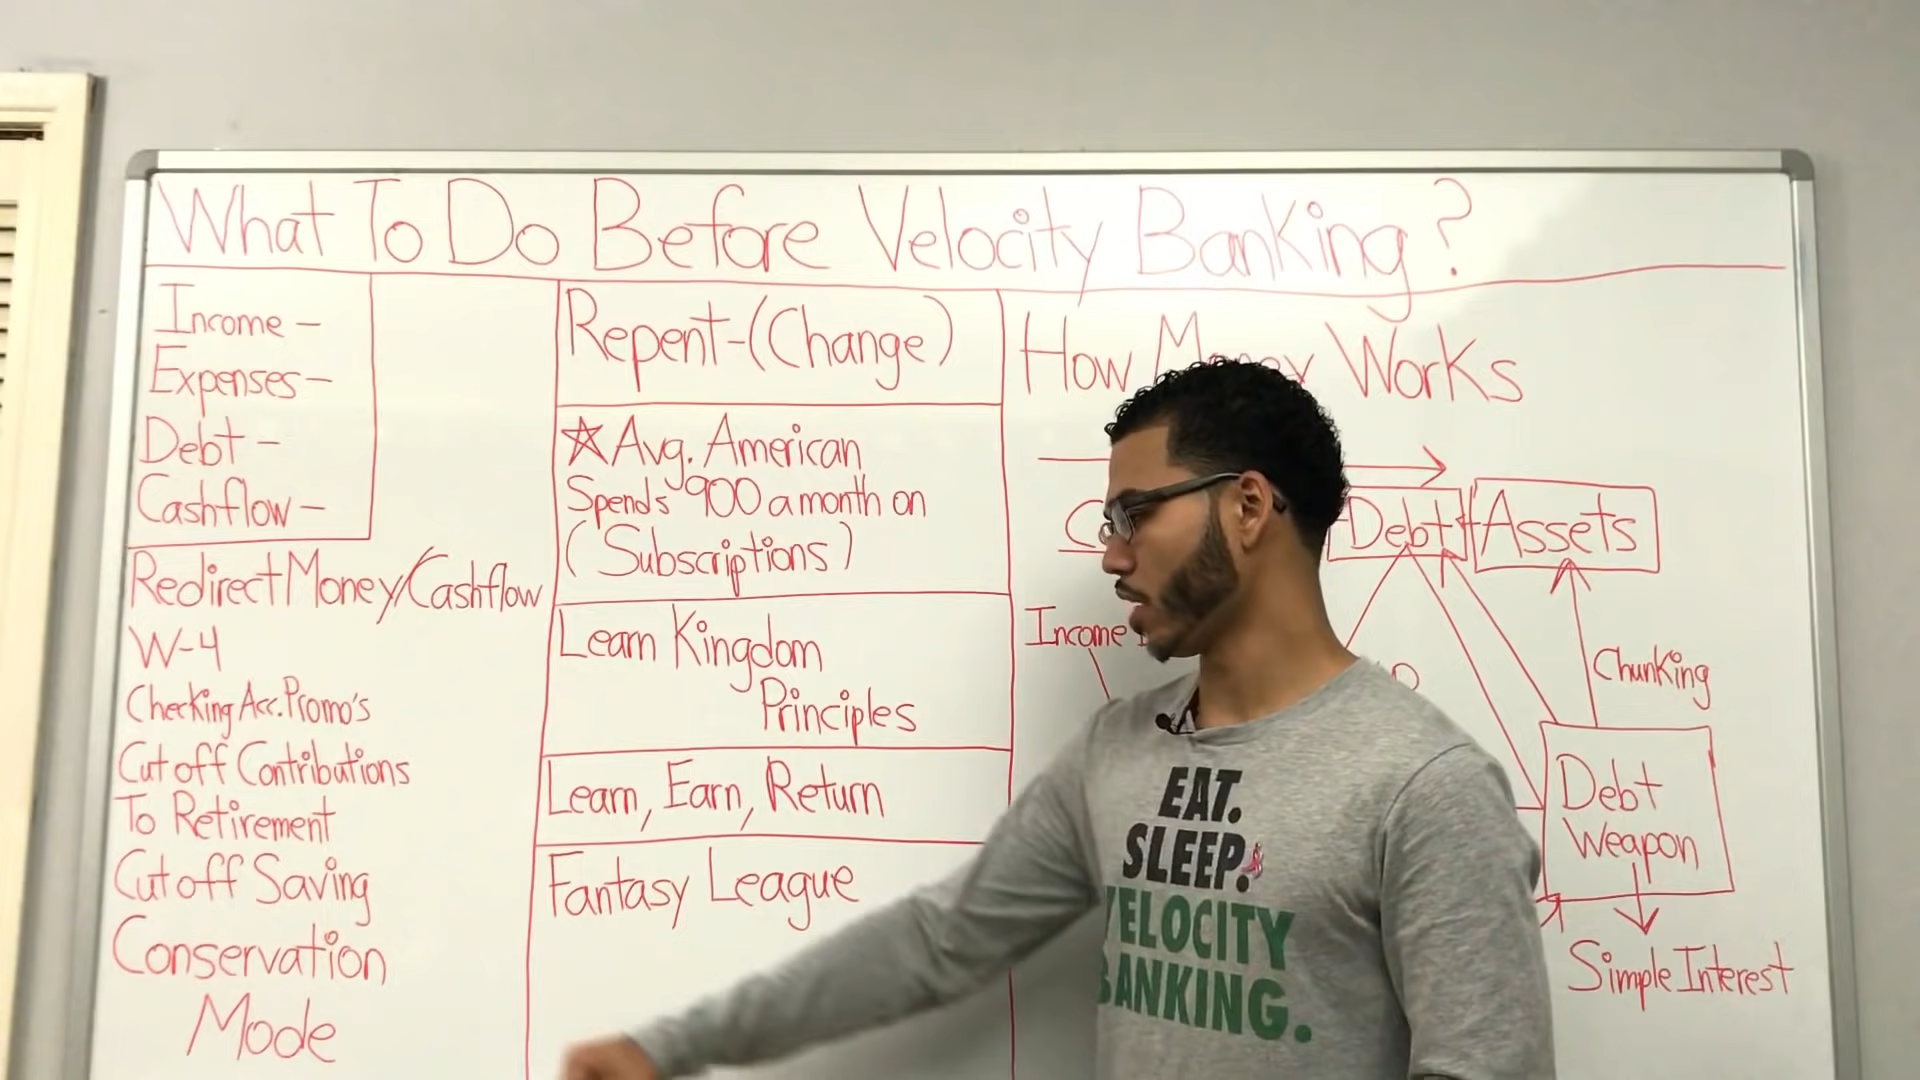 What To Do Before Velocity Banking?
Income -
Expenses -
Debt -
Cashflow -
Redirect Money/Cashflow
W-4
Checking Acc. Promo's
Cut off Contributions
To Retirement
Cut off Saving
Conservation
Mode
Repent-(Change)
☆Avg. American
Spends 900 a month on
(Subscriptions)
Learn Kingdom
Principles
Learn, Earn, Return
Fantasy League
How Money Works
Debt
Assets
Income
Chunking
Debt
Weapon
Simple Interest
EAT.
SLEEP.
VELOCITY
BANKING.